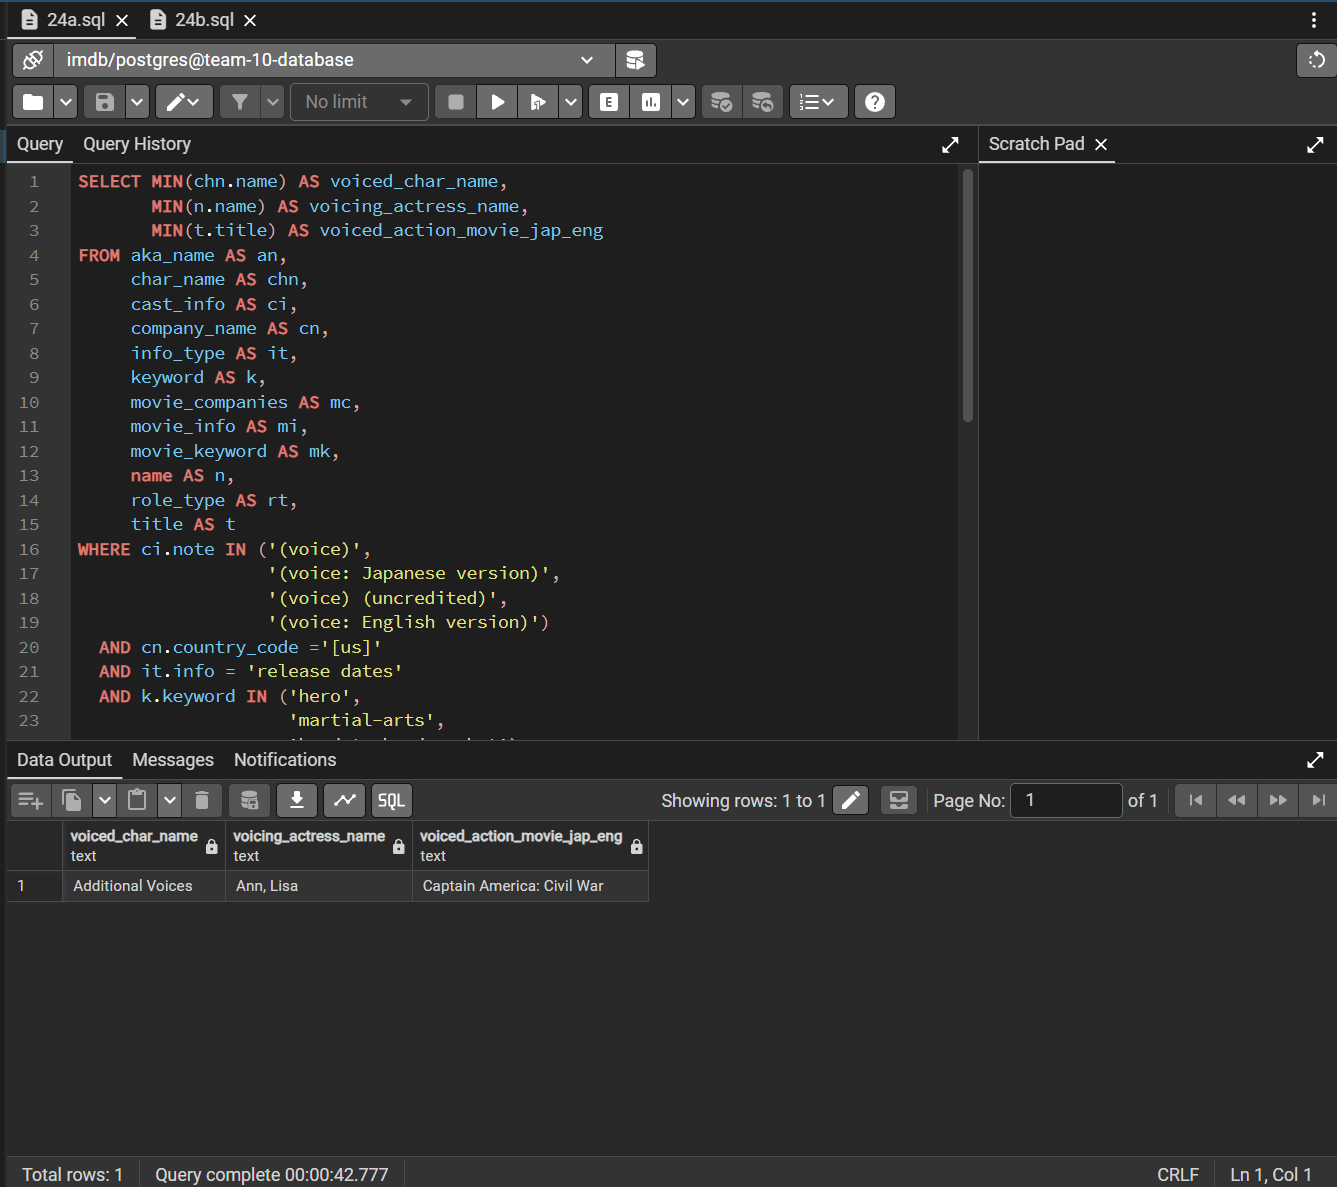 24a.sql 24b.sql
imdb/postgres@team-10-database
No limit E ?
Query Query History Scratch Pad
1 SELECT MIN(chn.name) AS voiced_char_name,
2 MIN(n.name) AS voicing_actress_name,
3 MIN(t.title) AS voiced_action_movie_jap_eng
4 FROM aka_name AS an,
5 char_name AS chn,
6 cast_info AS ci,
7 company_name AS cn,
8 info_type AS it,
9 keyword AS k,
10 movie_companies AS mc,
11 movie_info AS mi,
12 movie_keyword AS mk,
13 name AS n,
14 role_type AS rt,
15 title AS t
16 WHERE ci.note IN ('(voice)',
17 '(voice: Japanese version)',
18 '(voice) (uncredited)',
19 '(voice: English version)')
20 AND cn.country_code ='[us]'
21 AND it.info = 'release dates'
22 AND k.keyword IN ('hero',
23 'martial-arts',
Data Output Messages Notifications
SQL Showing rows: 1 to 1 Page No: 1 of 1
voiced_char_name voicing_actress_name voiced_action_movie_jap_eng
text text text
1 Additional Voices Ann, Lisa Captain America: Civil War
Total rows: 1 Query complete 00:00:42.777 CRLF Ln 1, Col 1